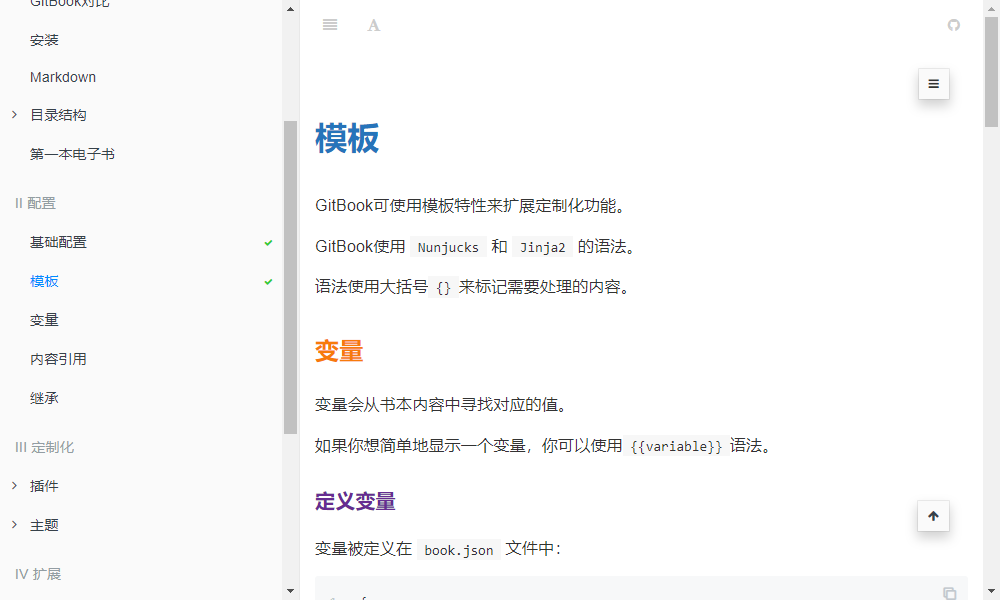 GitBook对比
安装
Markdown
目录结构
第一本电子书
II 配置
基础配置
模板
变量
内容引用
继承
III 定制化
插件
主题
IV 扩展
A
模板
GitBook可使用模板特性来扩展定制化功能。
GitBook使用 Nunjucks 和 Jinja2 的语法。
语法使用大括号 {} 来标记需要处理的内容。
变量
变量会从书本内容中寻找对应的值。
如果你想简单地显示一个变量，你可以使用 {{variable}} 语法。
定义变量
变量被定义在 book.json 文件中：